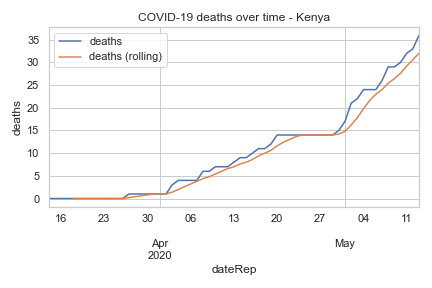 COVID-19 deaths over time - Kenya
deaths
deaths (rolling)
35
30
25
20
15
10
5
0
deaths
16 23 30 06 13 20 27 04 11
Apr May
2020
dateRep